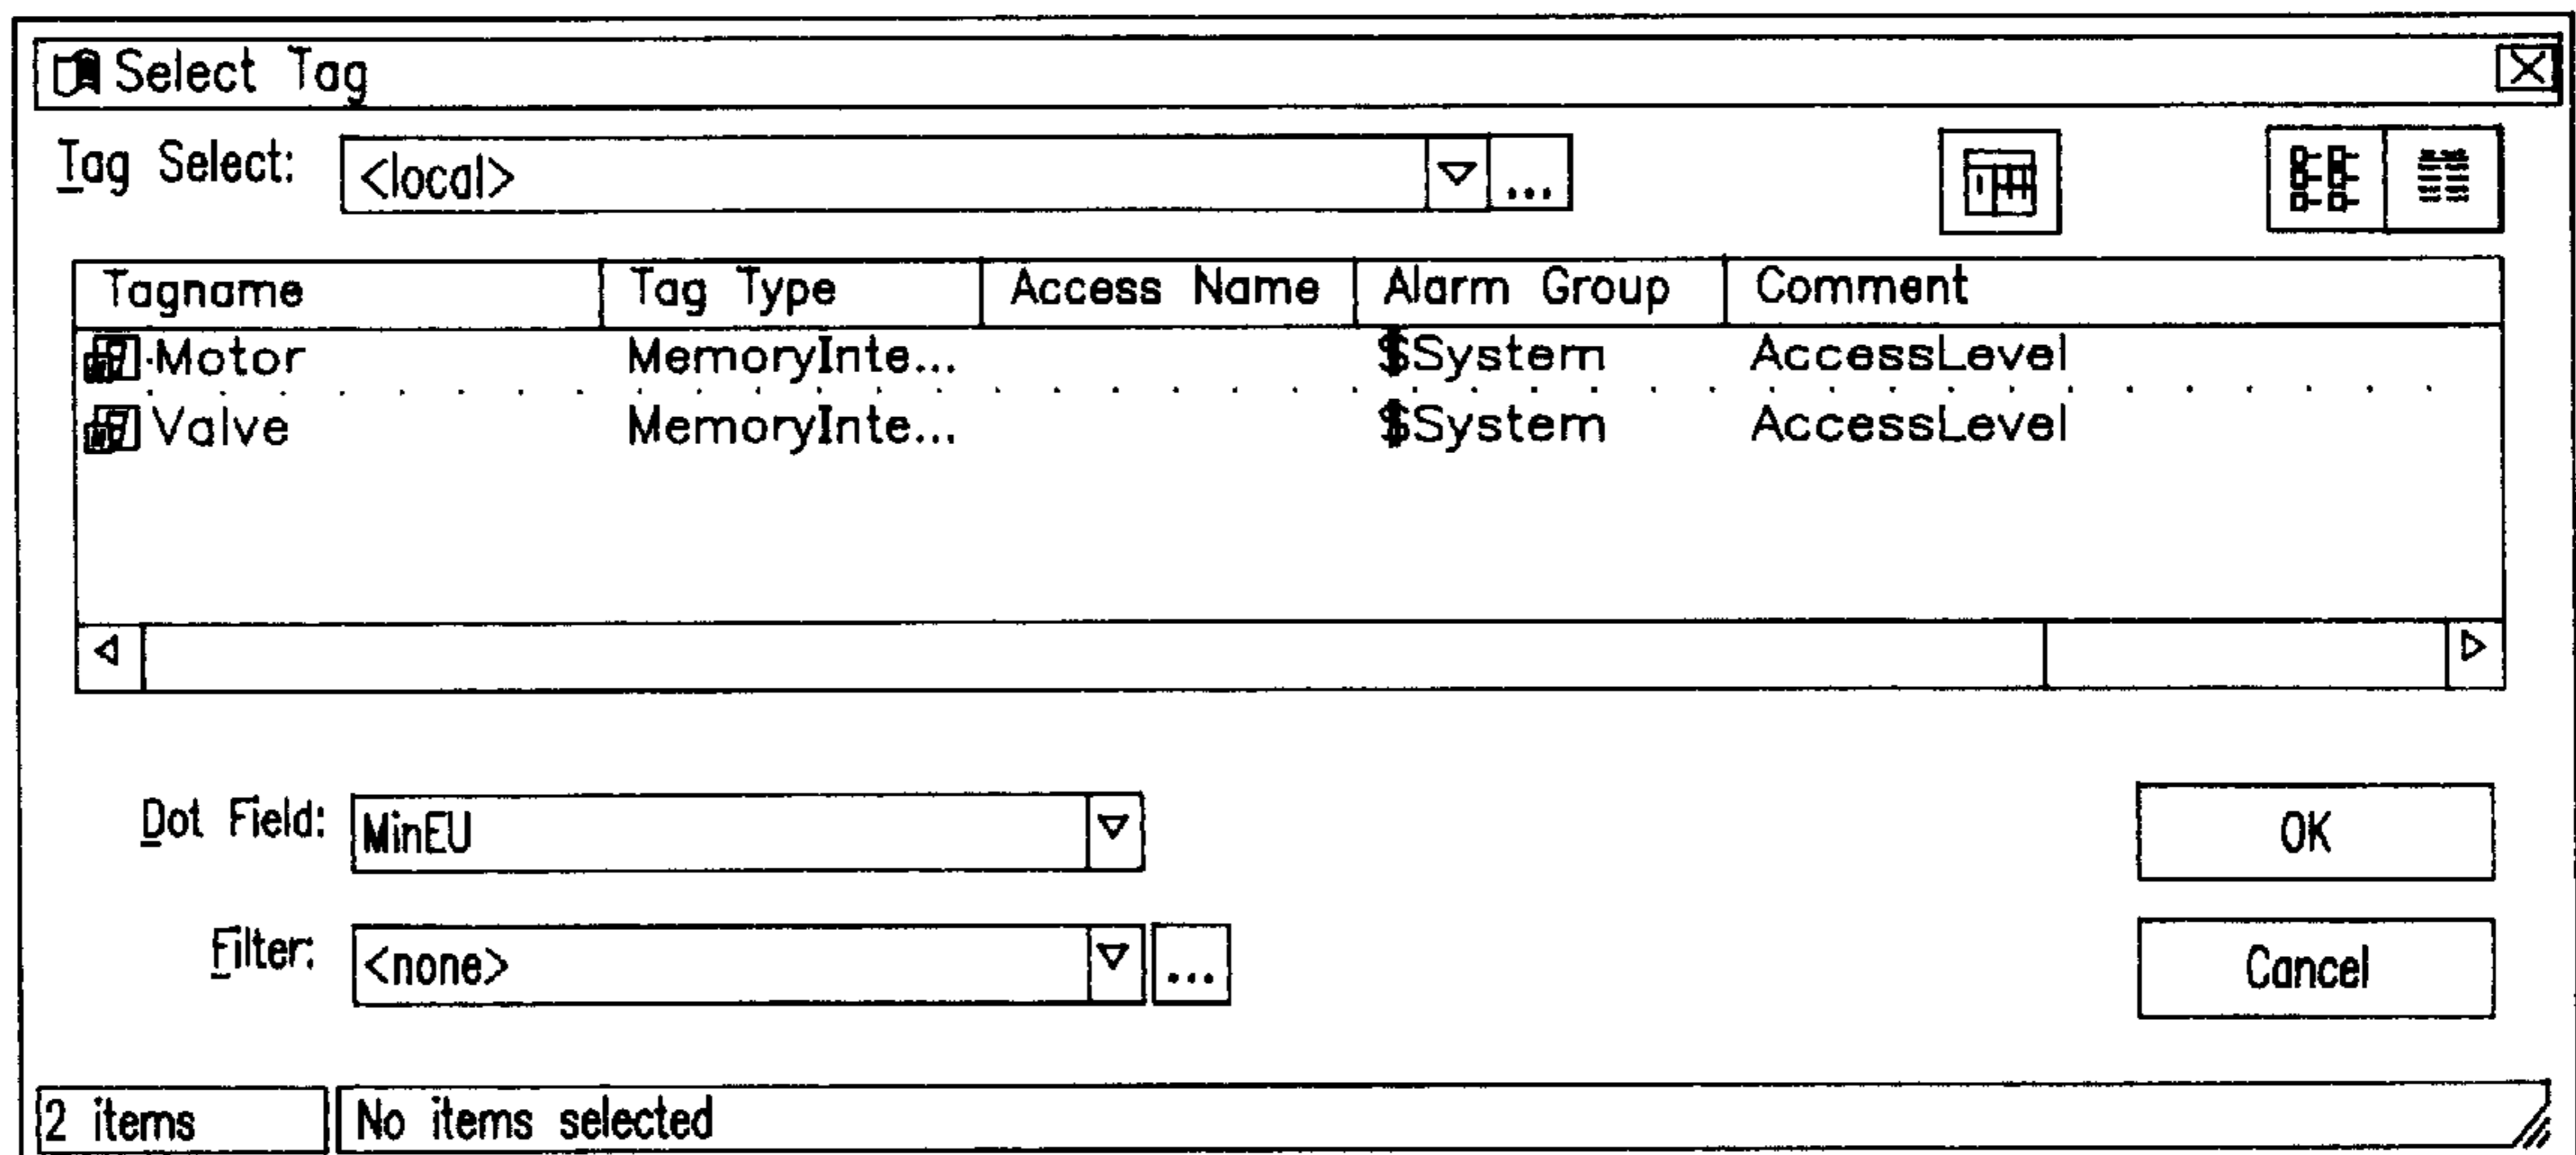 Select Tag
Tag Select: <local> ...
Tagname Tag Type Access Name Alarm Group Comment
Motor MemoryInte... $System AccessLevel
Valve MemoryInte... $System AccessLevel
Dot Field: MinEU
OK
Filter: <none> ...
Cancel
2 items No items selected